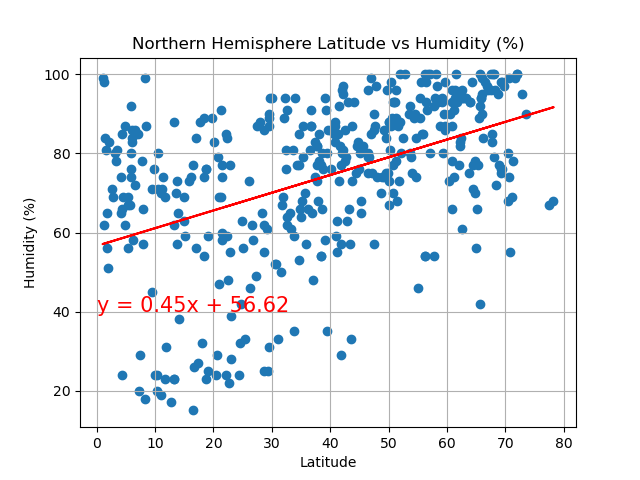 Northern Hemisphere Latitude vs Humidity (%)
100
80
60
40
20
Humidity (%)
y = 0.45x + 56.62
0 10 20 30 40 50 60 70 80
Latitude